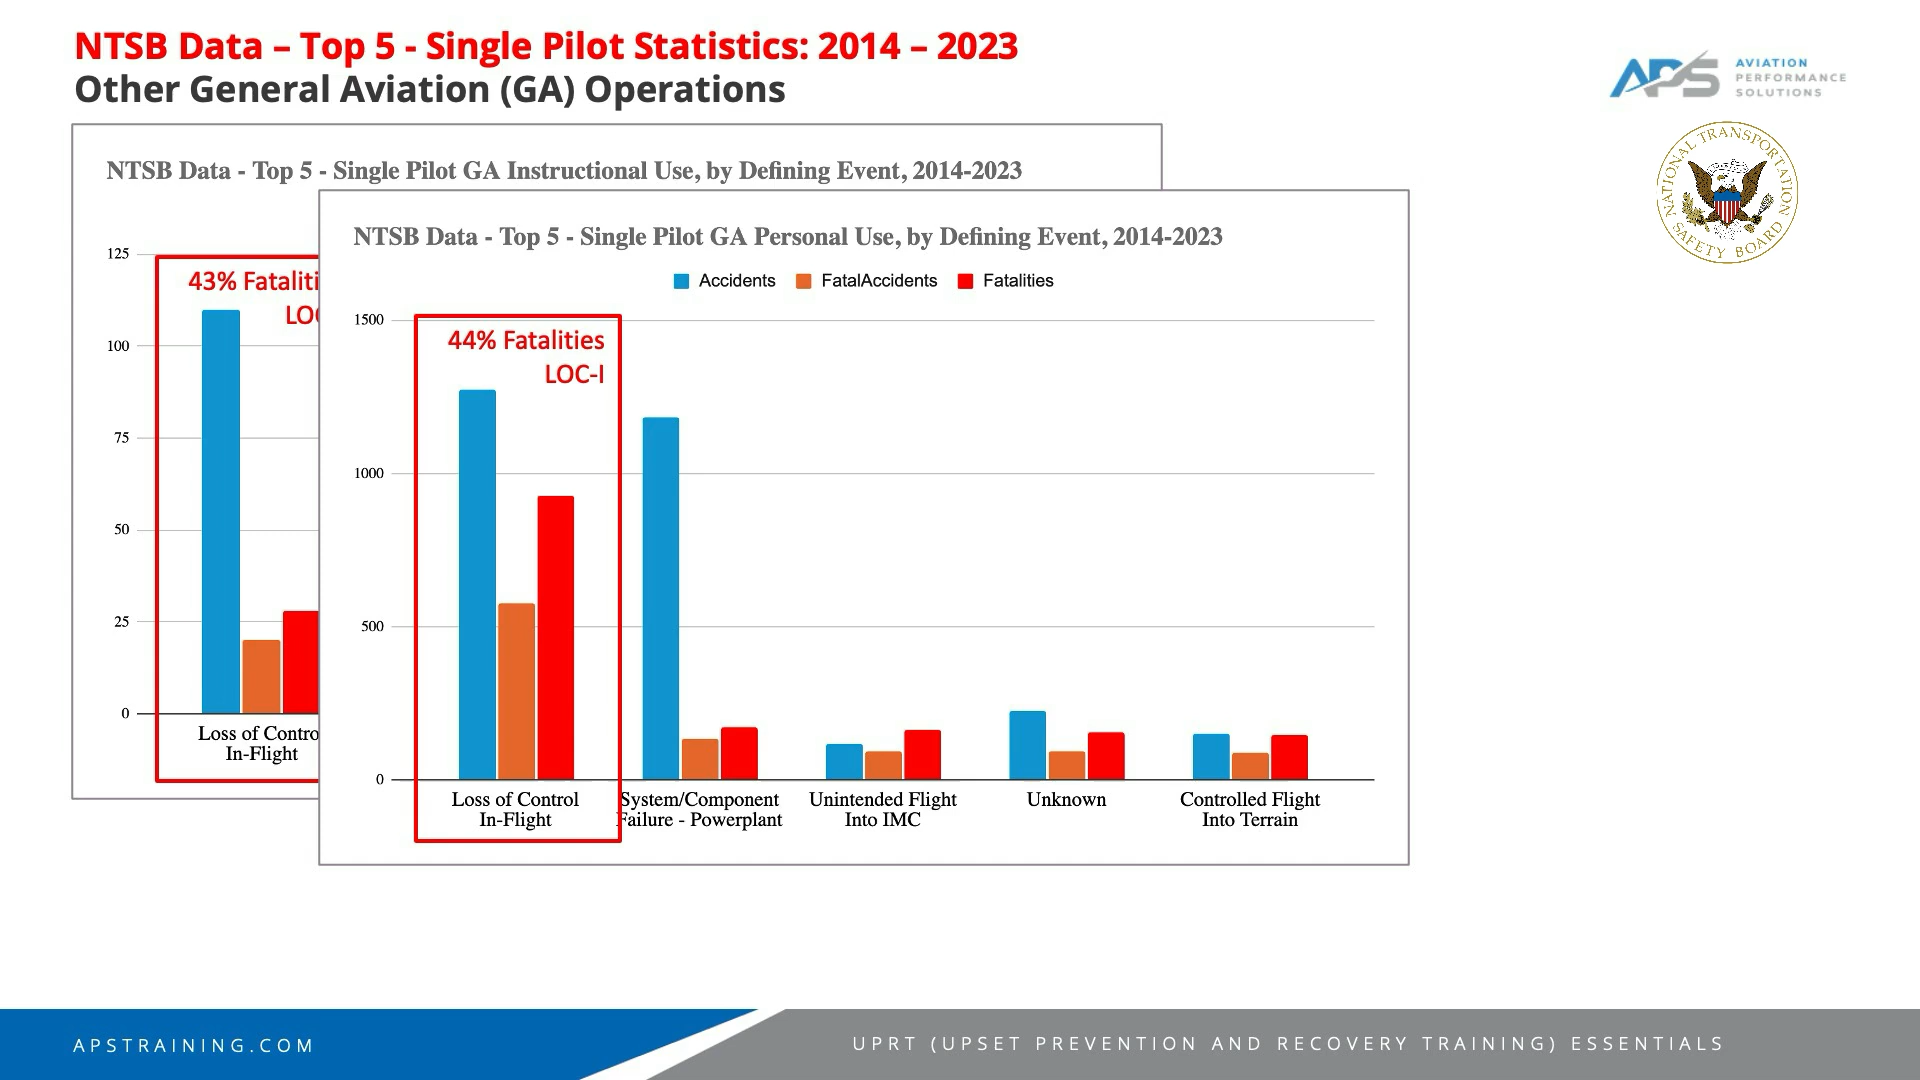 NTSB Data – Top 5 - Single Pilot Statistics: 2014 – 2023
Other General Aviation (GA) Operations
APS
AVIATION
PERFORMANCE
SOLUTIONS
NATIONAL TRANSPORTATION
SAFETY BOARD
NTSB Data - Top 5 - Single Pilot GA Instructional Use, by Defining Event, 2014-2023
125
100
75
50
25
0
43% Fataliti
LOC
Loss of Contro
In-Flight
NTSB Data - Top 5 - Single Pilot GA Personal Use, by Defining Event, 2014-2023
Accidents
FatalAccidents
Fatalities
1500
1000
500
0
44% Fatalities
LOC-I
Loss of Control
In-Flight
System/Component
Failure - Powerplant
Unintended Flight
Into IMC
Unknown
Controlled Flight
Into Terrain
APSTRAINING.COM
UPRT (UPSET PREVENTION AND RECOVERY TRAINING) ESSENTIALS